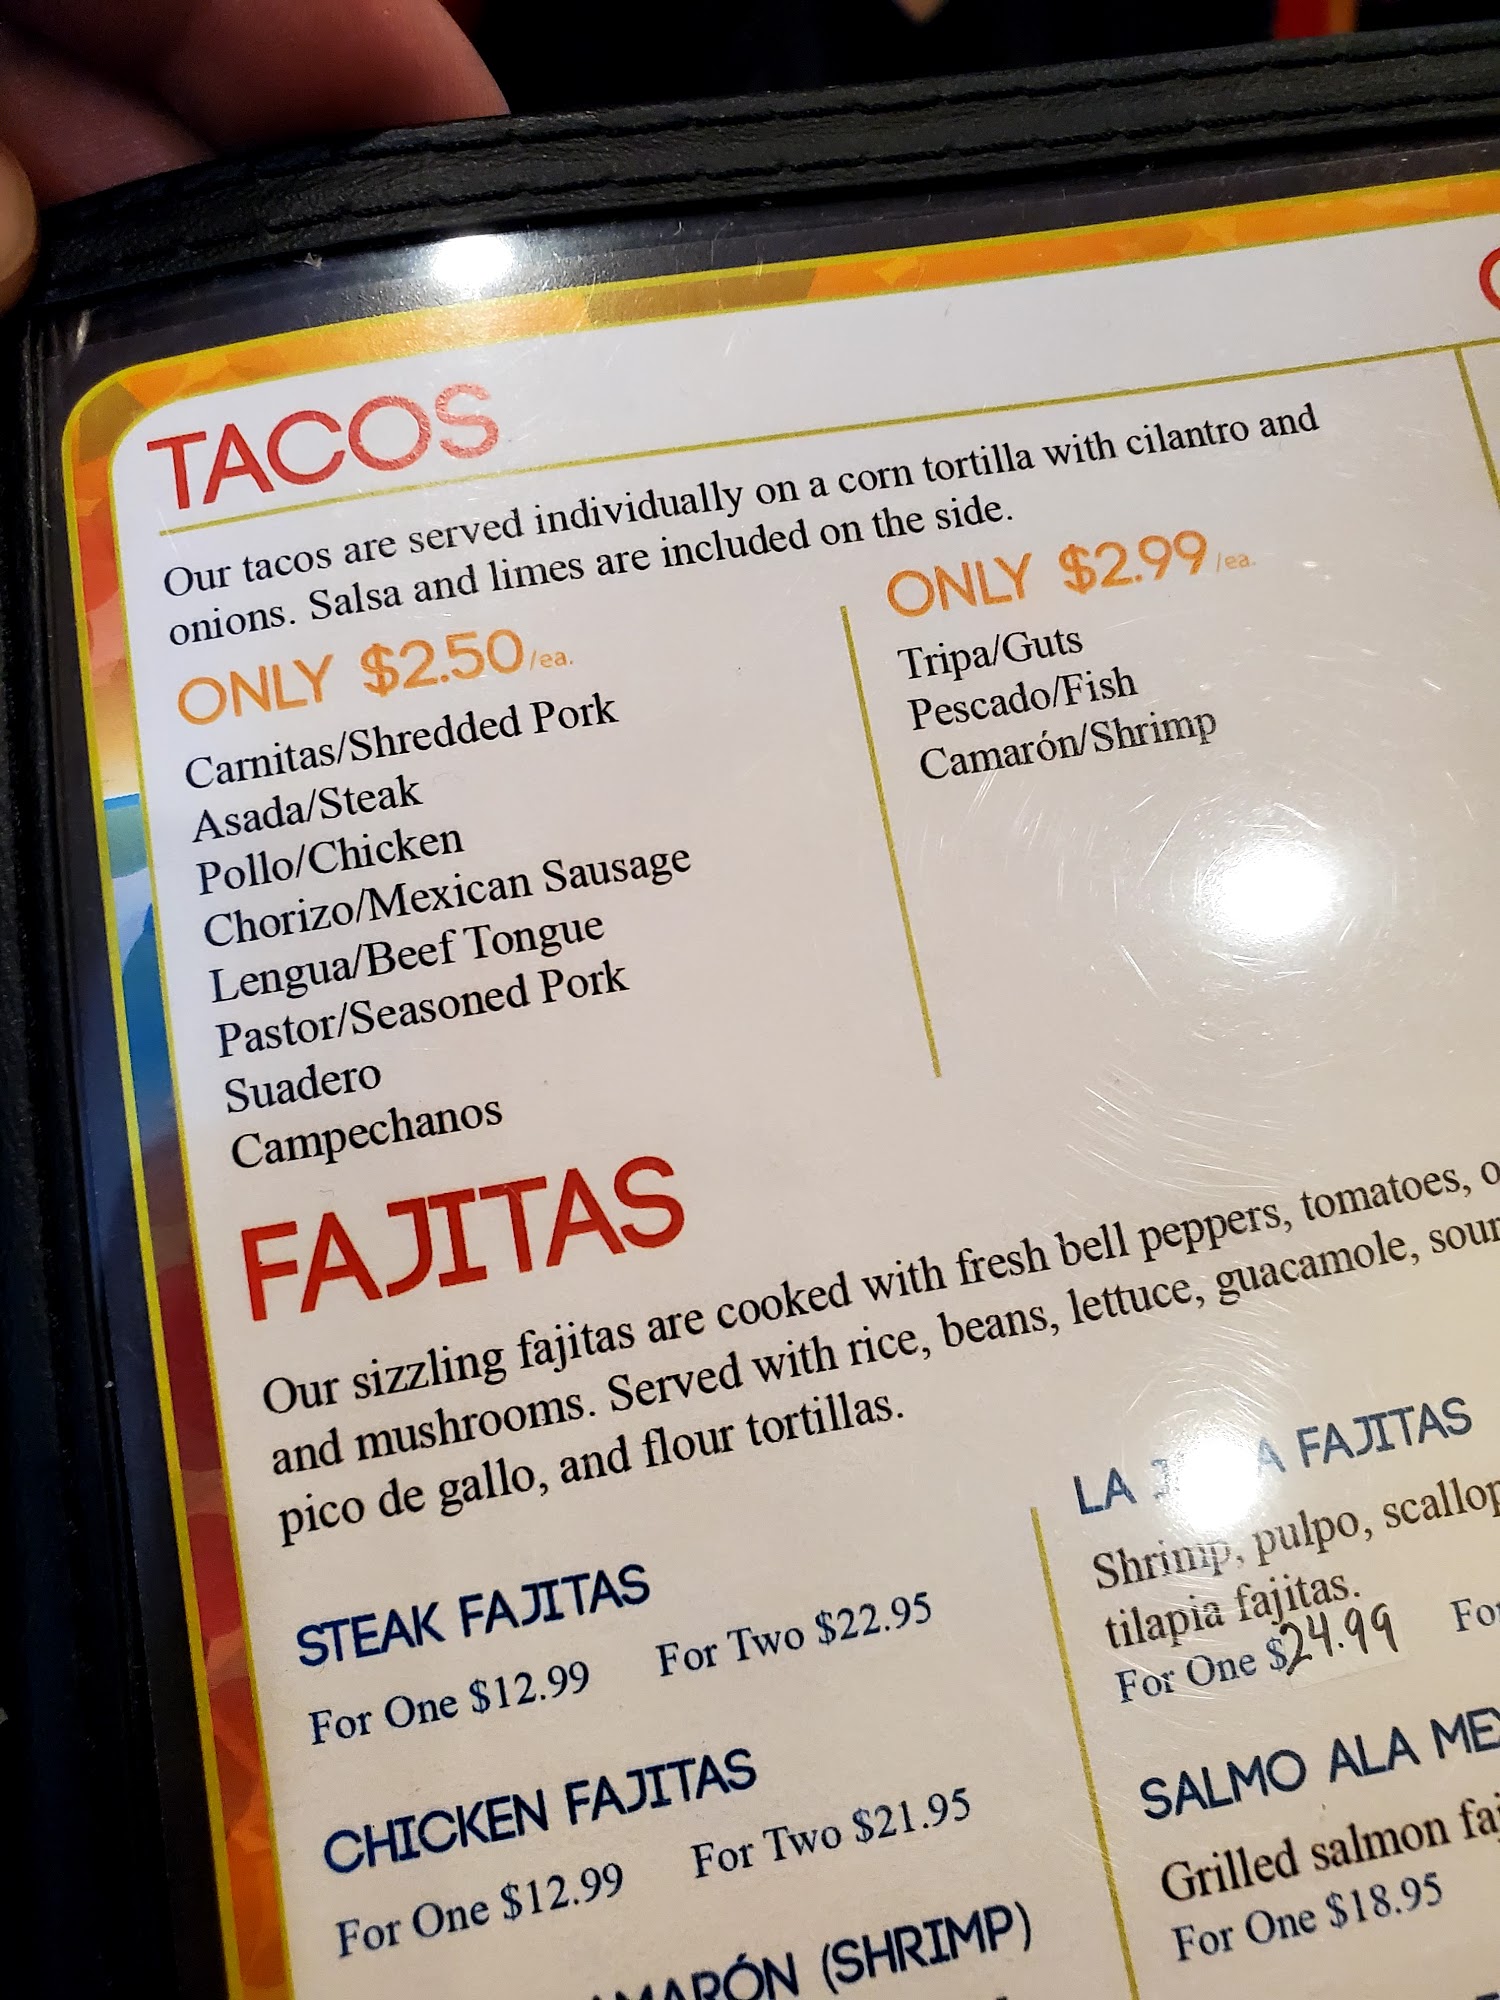 TACOS
Our tacos are served individually on a corn tortilla with cilantro and
onions. Salsa and limes are included on the side.
ONLY $2.50/ea.
Carnitas/Shredded Pork
Asada/Steak
Pollo/Chicken
Chorizo/Mexican Sausage
Lengua/Beef Tongue
Pastor/Seasoned Pork
Suadero
Campechanos
ONLY $2.99/ea.
Tripa/Guts
Pescado/Fish
Camarón/Shrimp
FAJITAS
Our sizzling fajitas are cooked with fresh bell peppers, tomatoes,
and mushrooms. Served with rice, beans, lettuce, guacamole, sour
pico de gallo, and flour tortillas.
STEAK FAJITAS
For One $12.99 For Two $22.95
CHICKEN FAJITAS
For One $12.99 For Two $21.95
(SHRIMP)
LA FAJITAS
Shrimp, pulpo,
tilapia fajitas.
For One $24.99
SALMO ALA
Grilled salmon
For One $18.95